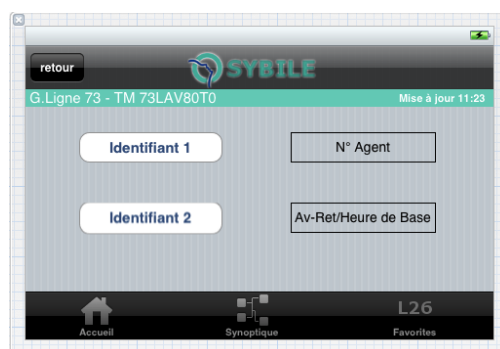 retour
SYBILE
G.Ligne 73 - TM 73LAV80T0 Mise à jour 11:23
Identifiant 1 N° Agent
Identifiant 2 Av-Ret/Heure de Base
L26
Accueil Synoptique Favorites